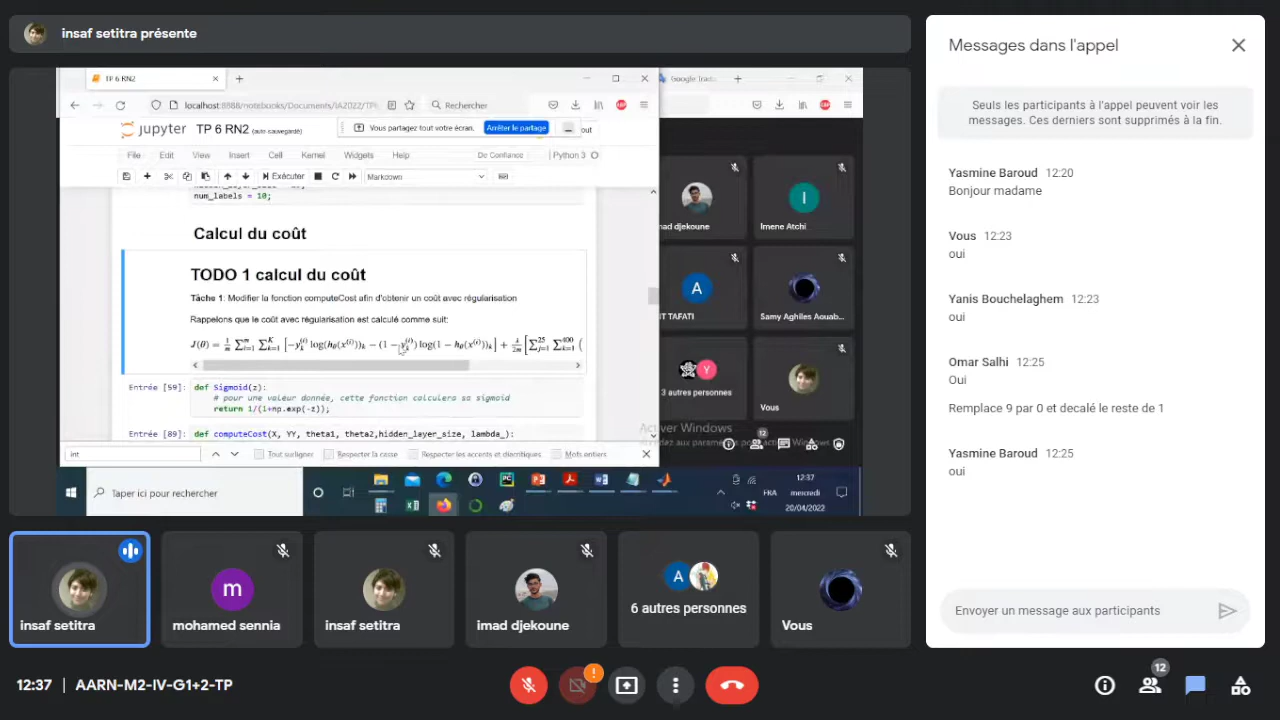 insaf setitra présente
TP 6 RN2
Google Trad
localhost:8888/notebooks/Documents/IA2022/TP
Rechercher
jupyter TP 6 RN2 (auto-sauvegardé)
Vous partagez tout votre écran. Arrêter le partage
out
File Edit View Insert Cell Kernel Widgets Help
De Confiance Python 3
Exécuter Markdown
num_labels = 10;
Calcul du coût
TODO 1 calcul du coût
Tâche 1: Modifier la fonction computeCost afin d'obtenir un coût avec régularisation
Rappelons que le coût avec régularisation est calculé comme suit:
Entrée [59]: def Sigmoid(z):
# pour une valeur donnée, cette fonction calculera sa sigmoid
return 1/(1+np.exp(-z));
Entrée [89]: def computeCost(X, YY, theta1, theta2,hidden_layer_size, lambda_):
int
Tout surligner Respecter la casse Respecter les accents et diacritiques Mots entiers
imad djekoune
Imene Atchi
A
I
IT TAFATI
Samy Aghiles Aouab...
Y
3 autres personnes
Vous
Activer Windows
12
Taper ici pour rechercher
FRA
12:37
mercredi
20/04/2022
insaf setitra
m
mohamed sennia
insaf setitra
imad djekoune
A
6 autres personnes
Vous
12:37 | AARN-M2-IV-G1+2-TP
12
Messages dans l'appel
Seuls les participants à l'appel peuvent voir les
messages. Ces derniers sont supprimés à la fin.
Yasmine Baroud 12:20
Bonjour madame
Vous 12:23
oui
Yanis Bouchelaghem 12:23
oui
Omar Salhi 12:25
Oui
Remplace 9 par 0 et decalé le reste de 1
Yasmine Baroud 12:25
oui
Envoyer un message aux participants